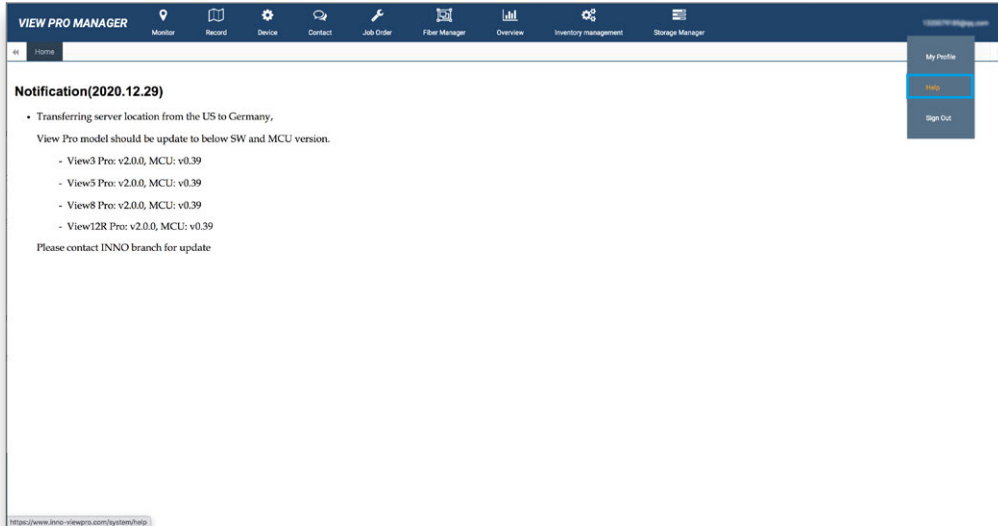 VIEW PRO MANAGER
Monitor
Record
Device
Contact
Job Order
Fiber Manager
Overview
Inventory management
Storage Manager
Home
My Profile
Help
Sign Out
Notification(2020.12.29)
• Transferring server location from the US to Germany,
View Pro model should be update to below SW and MCU version.
- View3 Pro: v2.0.0, MCU: v0.39
- View5 Pro: v2.0.0, MCU: v0.39
- View8 Pro: v2.0.0, MCU: v0.39
- View12R Pro: v2.0.0, MCU: v0.39
Please contact INNO branch for update
https://www.inno-viewpro.com/system/help